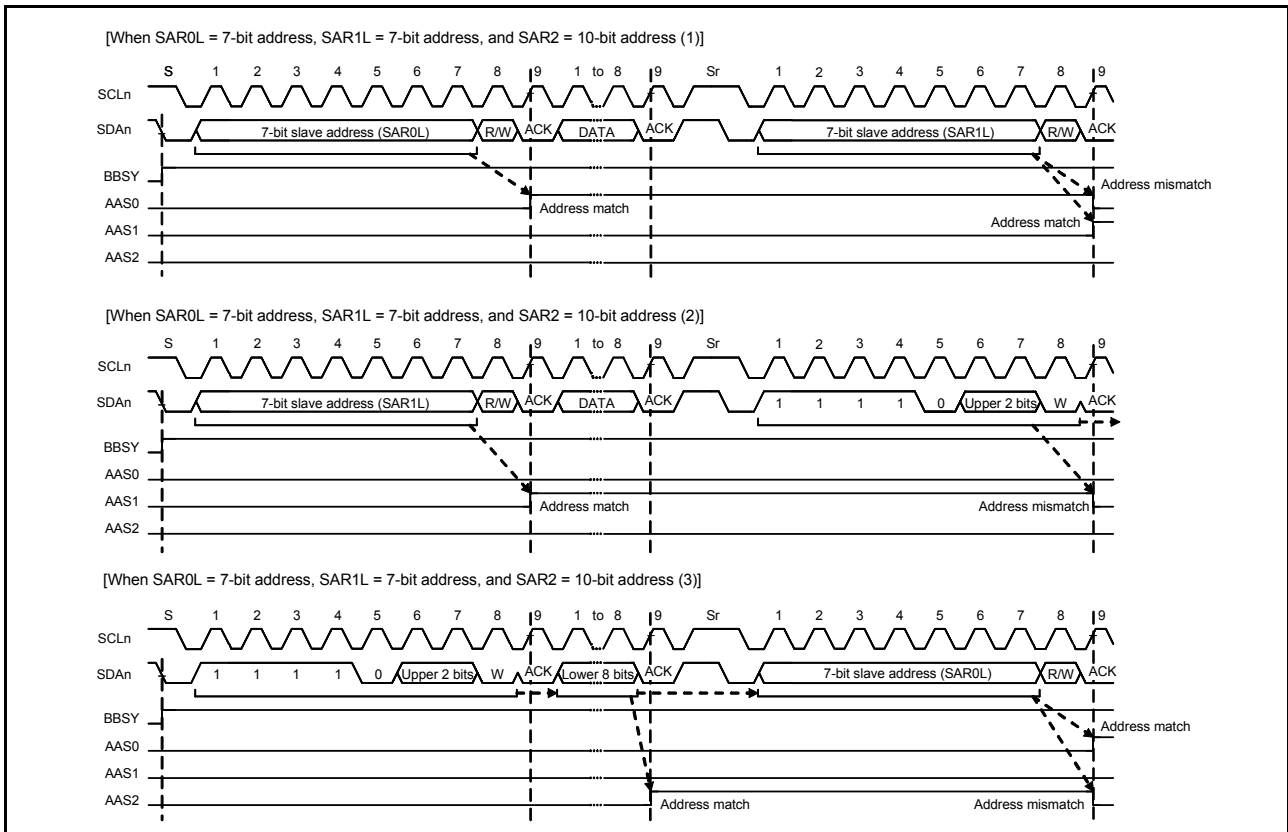 [When SAR0L = 7-bit address, SAR1L = 7-bit address, and SAR2 = 10-bit address (1)]
S 1 2 3 4 5 6 7 8 9 1 to 8 9 Sr 1 2 3 4 5 6 7 8 9
SCLn
SDAn 7-bit slave address (SAR0L) R/W ACK DATA ACK 7-bit slave address (SAR1L) R/W ACK
BBSY
Address mismatch
AAS0 Address match
Address match
AAS1
AAS2
[When SAR0L = 7-bit address, SAR1L = 7-bit address, and SAR2 = 10-bit address (2)]
S 1 2 3 4 5 6 7 8 9 1 to 8 9 Sr 1 2 3 4 5 6 7 8 9
SCLn
SDAn 7-bit slave address (SAR1L) R/W ACK DATA ACK 1 1 1 1 0 Upper 2 bits W ACK
BBSY
AAS0
AAS1 Address match Address mismatch
AAS2
[When SAR0L = 7-bit address, SAR1L = 7-bit address, and SAR2 = 10-bit address (3)]
S 1 2 3 4 5 6 7 8 9 1 to 8 9 Sr 1 2 3 4 5 6 7 8 9
SCLn
SDAn 1 1 1 1 0 Upper 2 bits W ACK Lower 8 bits ACK 7-bit slave address (SAR0L) R/W ACK
BBSY
Address match
AAS0
AAS1
AAS2 Address match Address mismatch